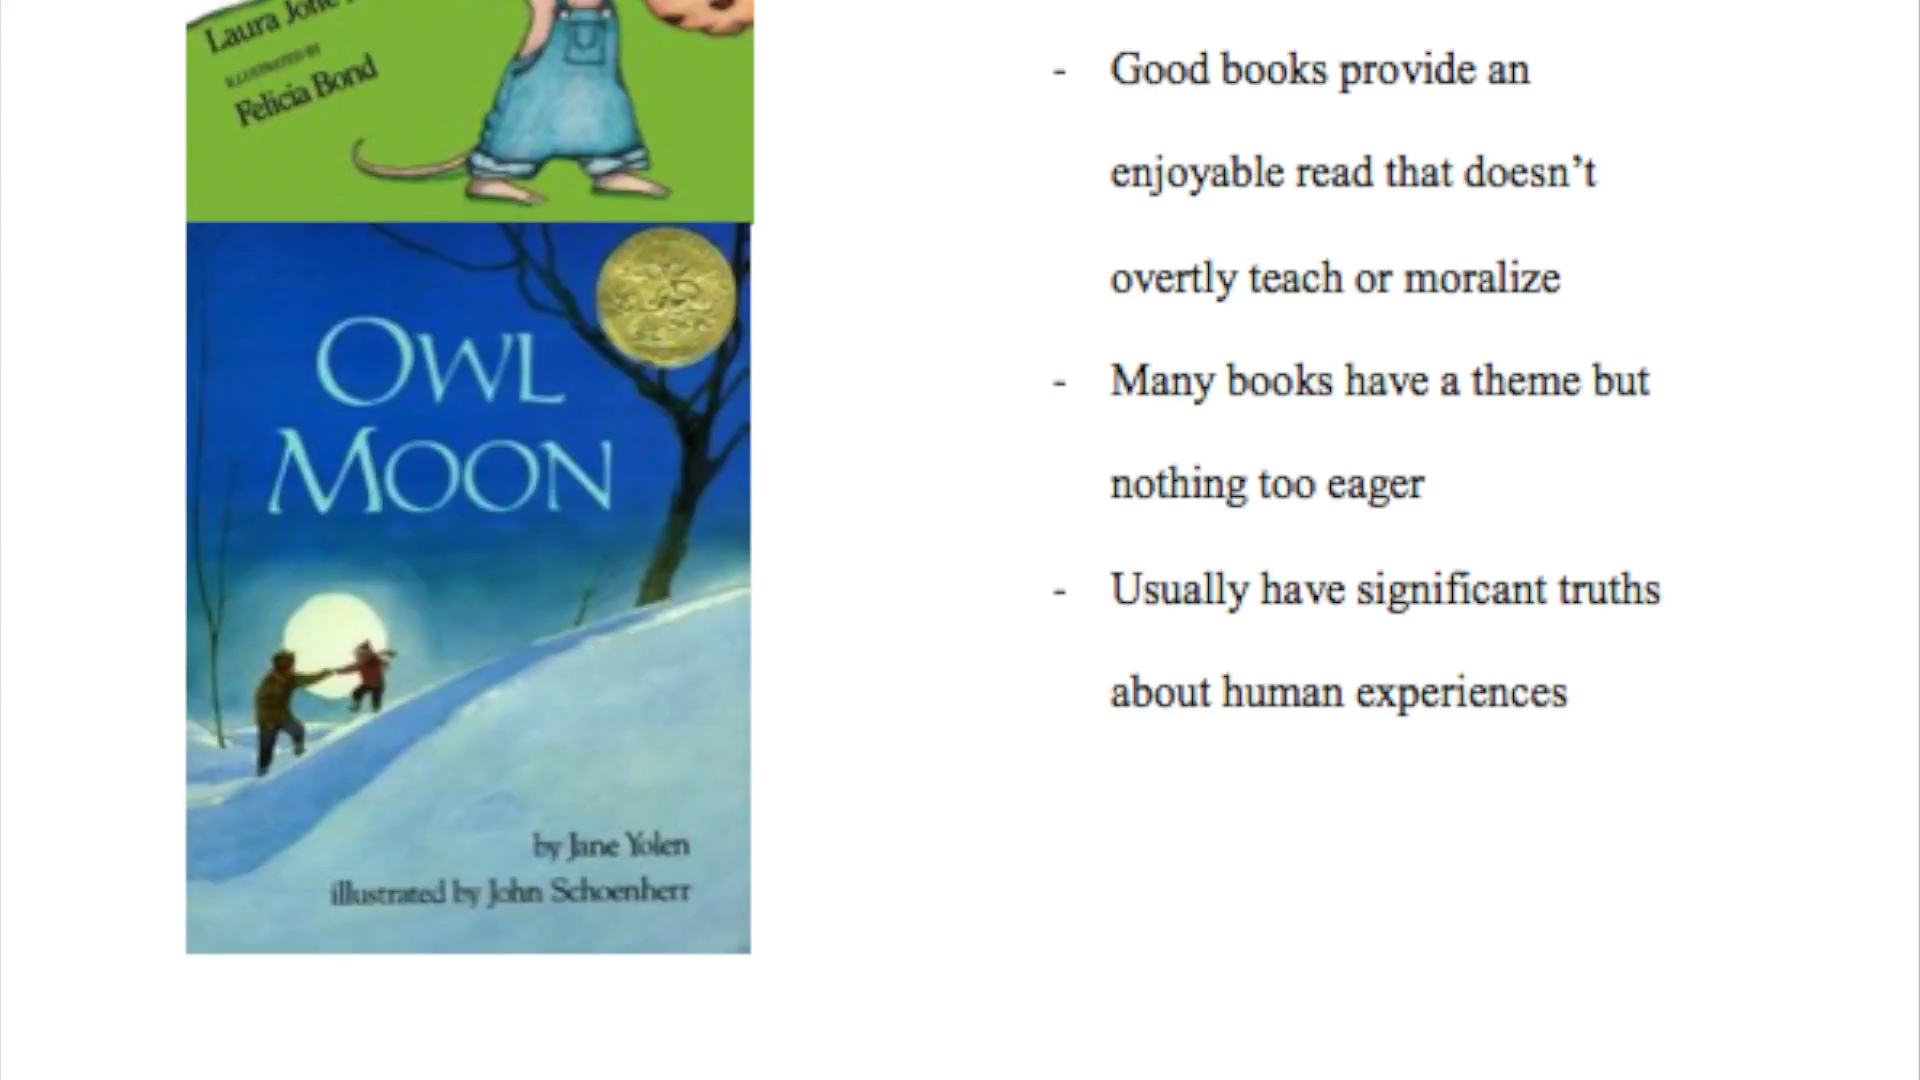 Laura Joffe
ILLUSTRATED BY
Felicia Bond
OWL
MOON
by Jane Yolen
illustrated by John Schoenherr
- Good books provide an
enjoyable read that doesn’t
overtly teach or moralize
- Many books have a theme but
nothing too eager
- Usually have significant truths
about human experiences